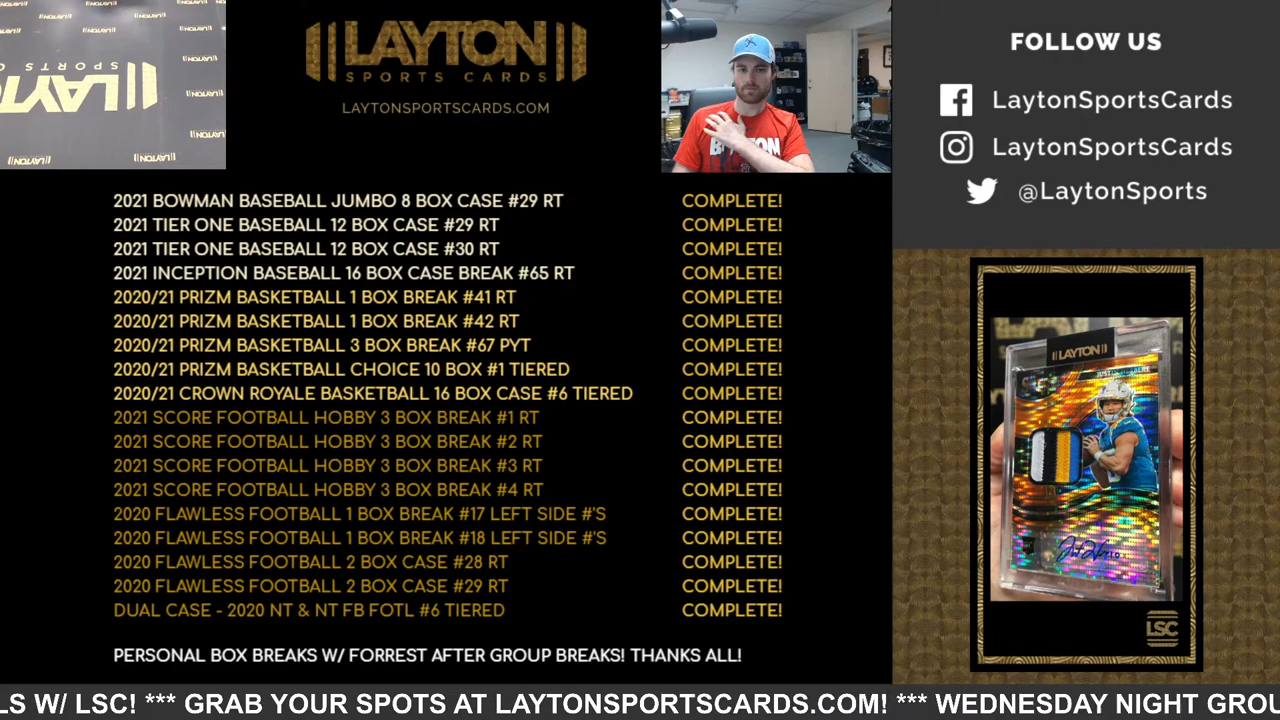 LAYTON
SPORTS CARDS
LAYTONSPORTSCARDS.COM
FOLLOW US
LaytonSportsCards
LaytonSportsCards
@LaytonSports
2021 BOWMAN BASEBALL JUMBO 8 BOX CASE #29 RT COMPLETE!
2021 TIER ONE BASEBALL 12 BOX CASE #29 RT COMPLETE!
2021 TIER ONE BASEBALL 12 BOX CASE #30 RT COMPLETE!
2021 INCEPTION BASEBALL 16 BOX CASE BREAK #65 RT COMPLETE!
2020/21 PRIZM BASKETBALL 1 BOX BREAK #41 RT COMPLETE!
2020/21 PRIZM BASKETBALL 1 BOX BREAK #42 RT COMPLETE!
2020/21 PRIZM BASKETBALL 3 BOX BREAK #67 PYT COMPLETE!
2020/21 PRIZM BASKETBALL CHOICE 10 BOX #1 TIERED COMPLETE!
2020/21 CROWN ROYALE BASKETBALL 16 BOX CASE #6 TIERED COMPLETE!
2021 SCORE FOOTBALL HOBBY 3 BOX BREAK #1 RT COMPLETE!
2021 SCORE FOOTBALL HOBBY 3 BOX BREAK #2 RT COMPLETE!
2021 SCORE FOOTBALL HOBBY 3 BOX BREAK #3 RT COMPLETE!
2021 SCORE FOOTBALL HOBBY 3 BOX BREAK #4 RT COMPLETE!
2020 FLAWLESS FOOTBALL 1 BOX BREAK #17 LEFT SIDE #'S COMPLETE!
2020 FLAWLESS FOOTBALL 1 BOX BREAK #18 LEFT SIDE #'S COMPLETE!
2020 FLAWLESS FOOTBALL 2 BOX CASE #28 RT COMPLETE!
2020 FLAWLESS FOOTBALL 2 BOX CASE #29 RT COMPLETE!
DUAL CASE - 2020 NT & NT FB FOTL #6 TIERED COMPLETE!
PERSONAL BOX BREAKS W/ FORREST AFTER GROUP BREAKS! THANKS ALL!
LAYTON
LSC
LS W/ LSC! *** GRAB YOUR SPOTS AT LAYTONSPORTSCARDS.COM! *** WEDNESDAY NIGHT GROU